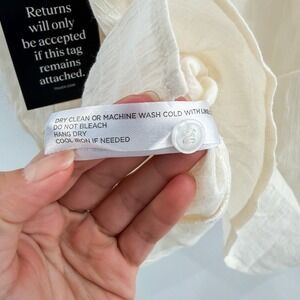 Returns
will only
be accepted
if this tag
remains
attached.
DRY CLEAN OR MACHINE WASH COLD WITH
DO NOT BLEACH
HANG DRY
COOL IRON IF NEEDED